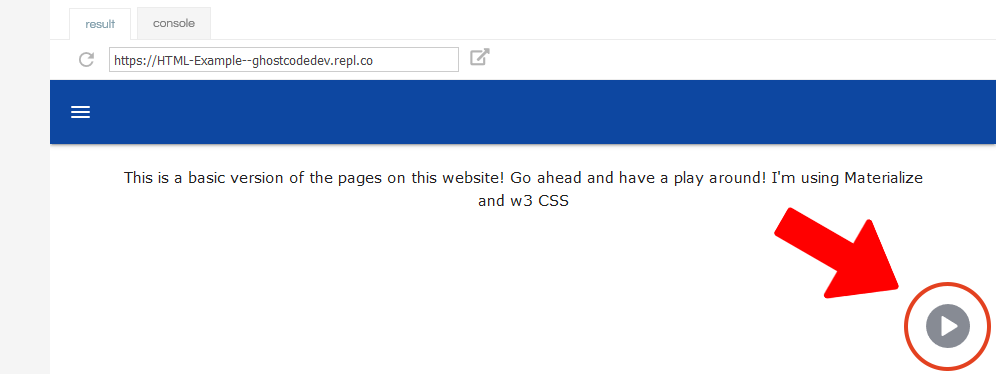 result
console
https://HTML-Example--ghostcodedev.repl.co
This is a basic version of the pages on this website! Go ahead and have a play around! I'm using Materialize
and w3 CSS